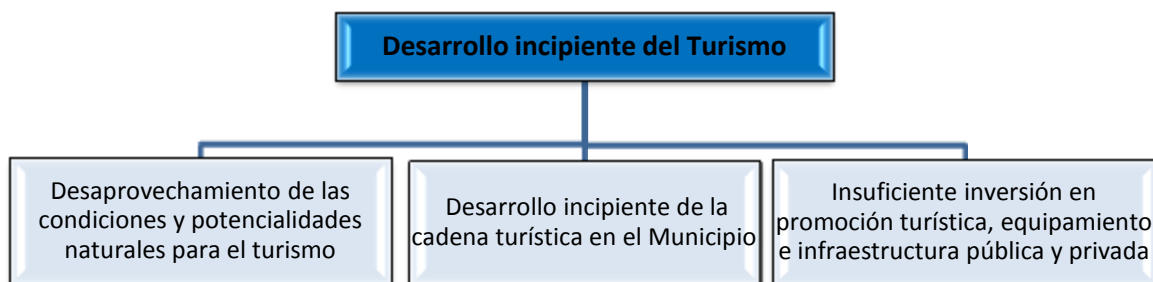 Desarrollo incipiente del Turismo
Desaprovechamiento de las
condiciones y potencialidades
naturales para el turismo
Desarrollo incipiente de la
cadena turística en el Municipio
Insuficiente inversión en
promoción turística, equipamiento
e infraestructura pública y privada